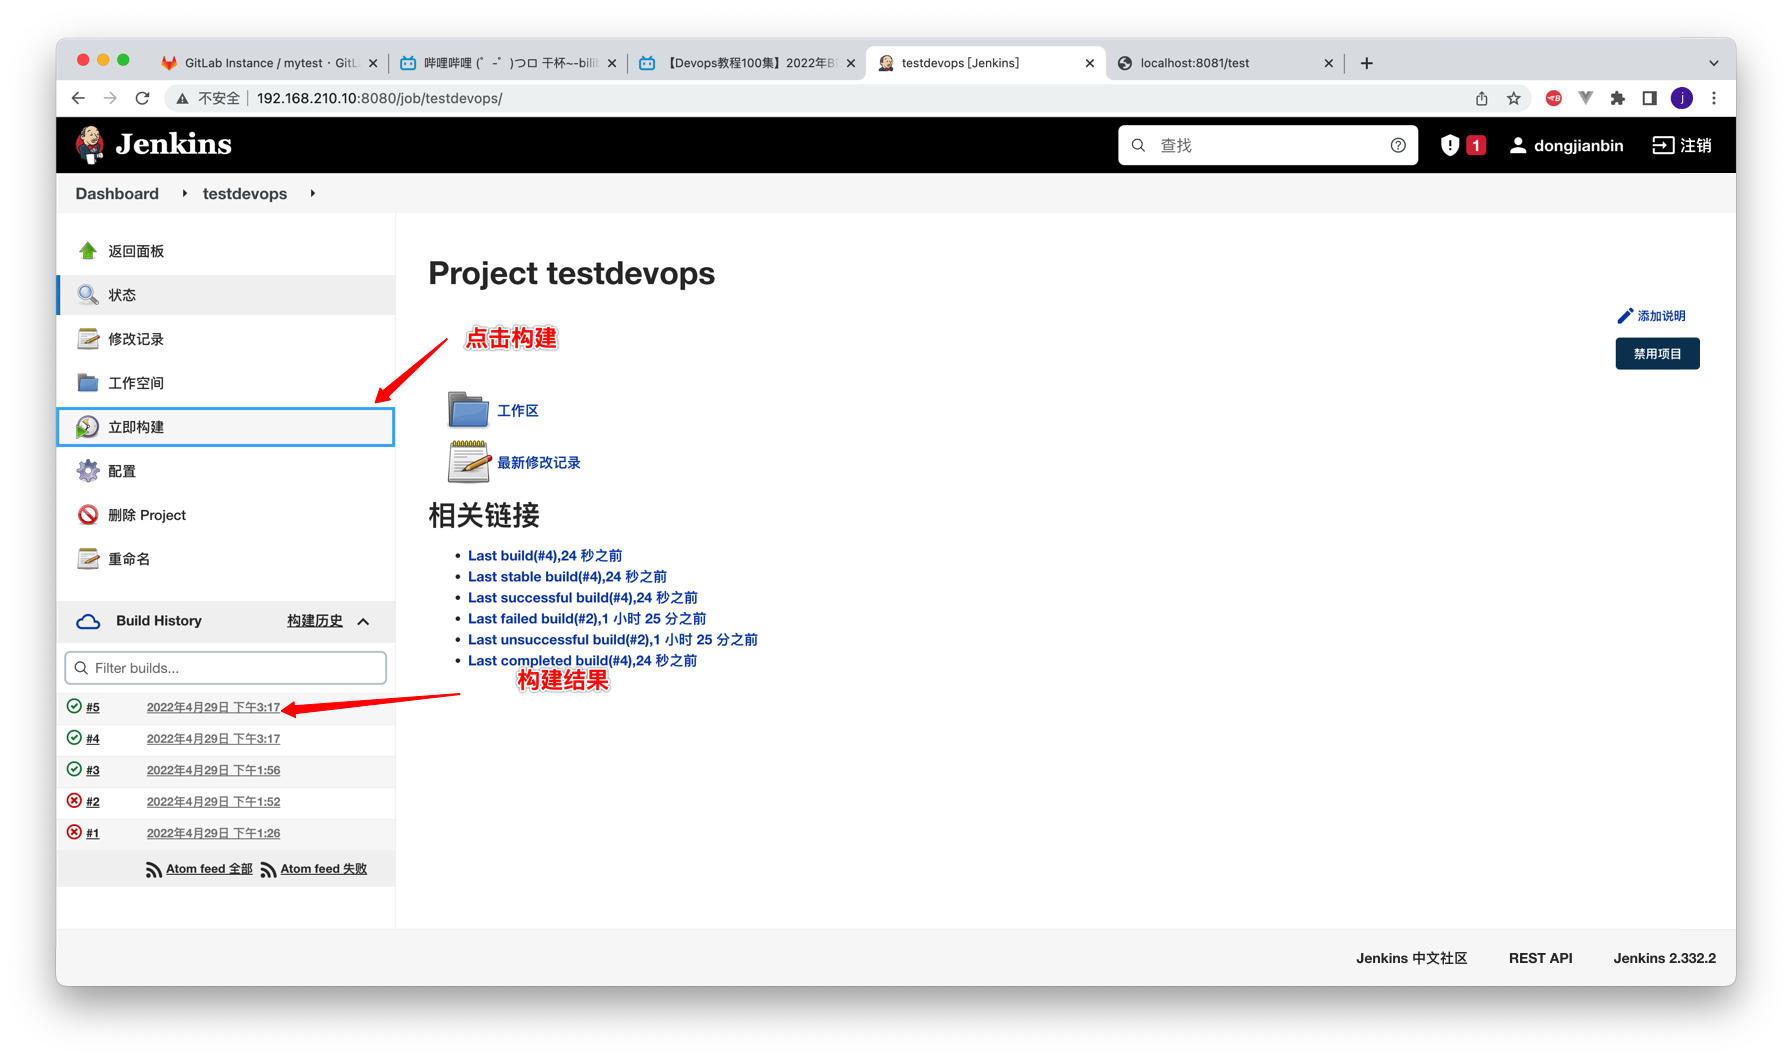 GitLab Instance / mytest · GitL
哔哩哔哩 (゜-゜)つロ 干杯~-bili
【Devops教程100集】2022年B
testdevops [Jenkins]
localhost:8081/test
不安全
192.168.210.10:8080/job/testdevops/
j
Jenkins
查找
1
dongjianbin
注销
Dashboard
testdevops
返回面板
状态
修改记录
工作空间
立即构建
配置
删除 Project
重命名
Build History
构建历史
Filter builds...
#5 2022年4月29日 下午3:17
#4 2022年4月29日 下午3:17
#3 2022年4月29日 下午1:56
#2 2022年4月29日 下午1:52
#1 2022年4月29日 下午1:26
Atom feed 全部
Atom feed 失败
Project testdevops
添加说明
禁用项目
点击构建
工作区
最新修改记录
相关链接
Last build(#4),24 秒之前
Last stable build(#4),24 秒之前
Last successful build(#4),24 秒之前
Last failed build(#2),1 小时 25 分之前
Last unsuccessful build(#2),1 小时 25 分之前
Last completed build(#4),24 秒之前
构建结果
Jenkins 中文社区
REST API
Jenkins 2.332.2